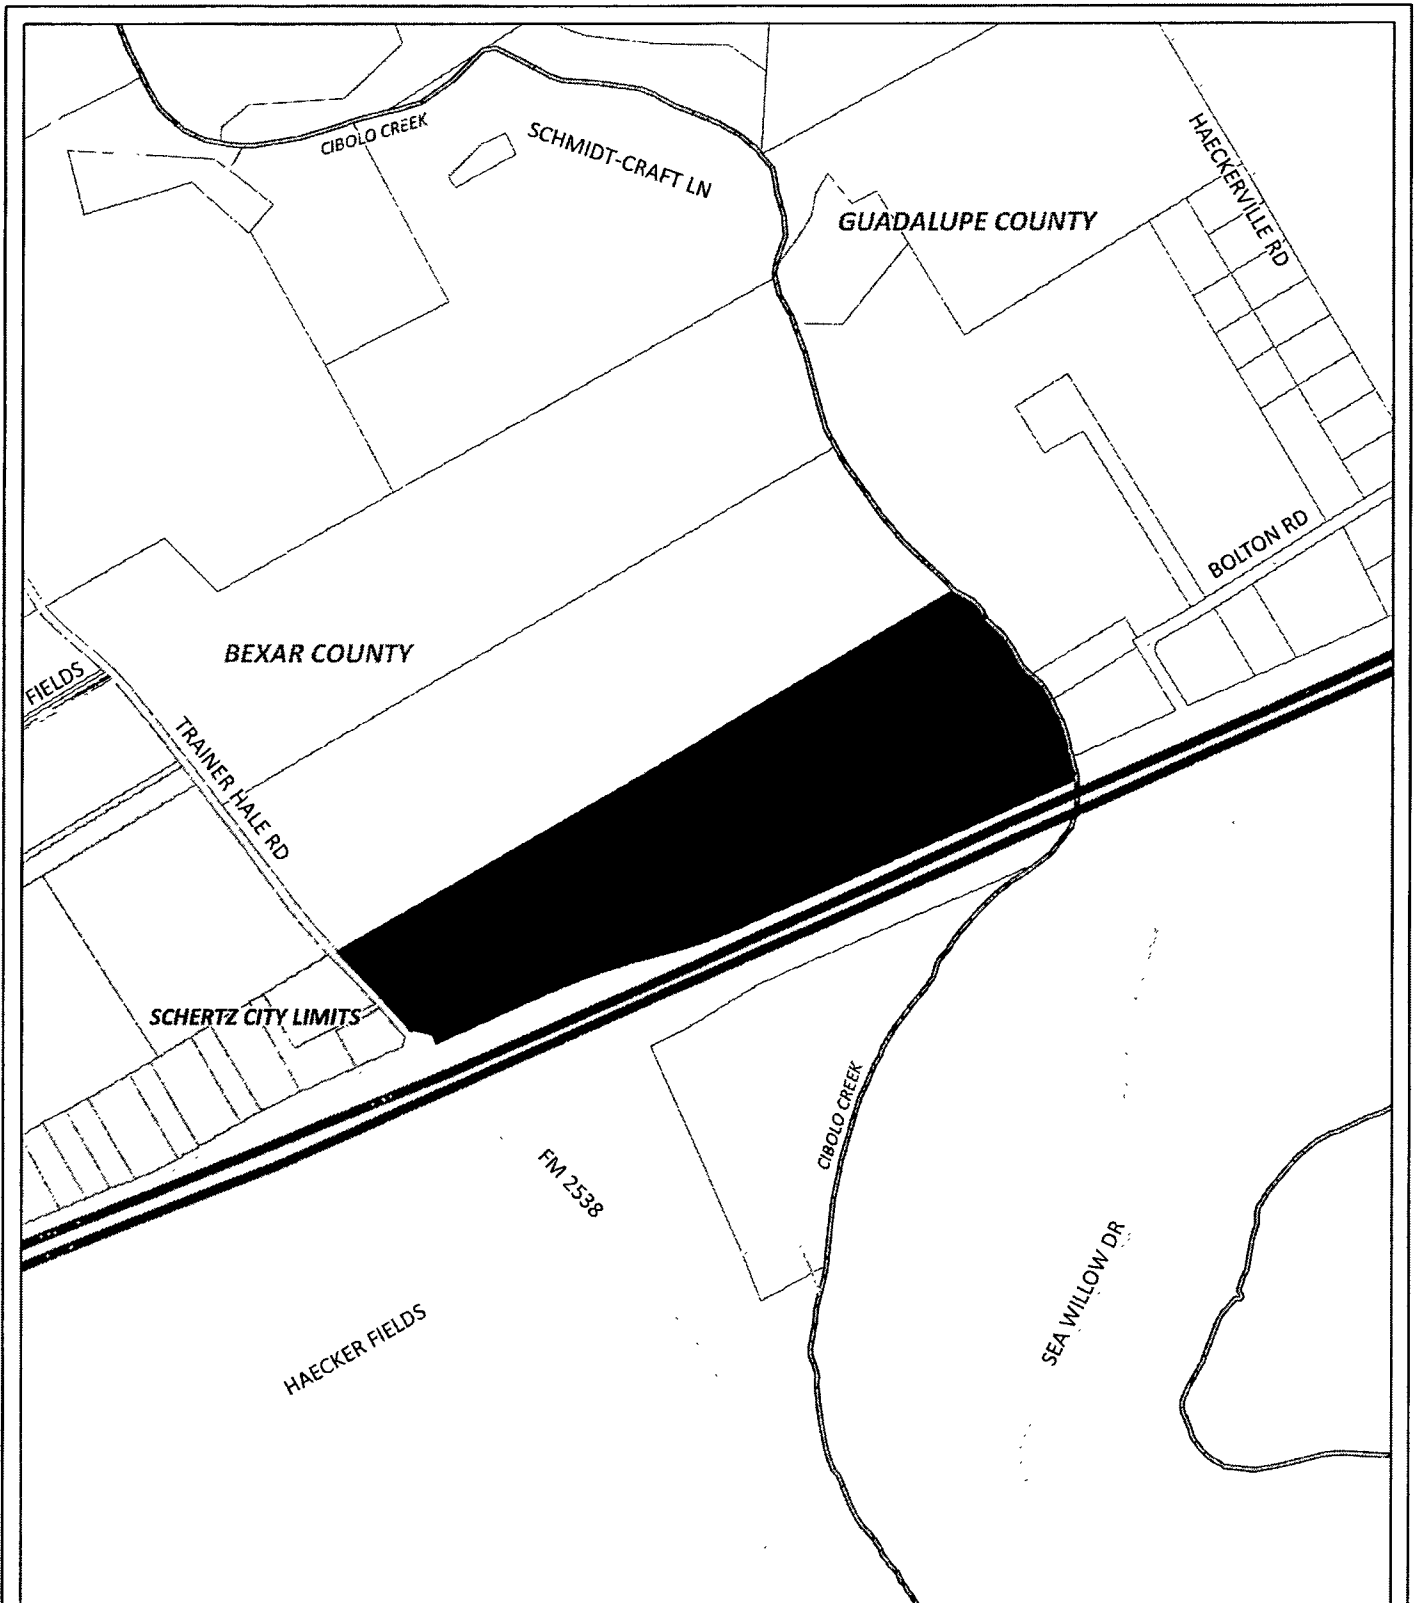 CIBOLO CREEK
SCHMIDT-CRAFT LN
HAECKERVILLE RD
GUADALUPE COUNTY
BOLTON RD
BEXAR COUNTY
FIELDS
TRAINER HALE RD
SCHERTZ CITY LIMITS
CIBOLO CREEK
FM 2538
SEA WILLOW DR
HAECKER FIELDS